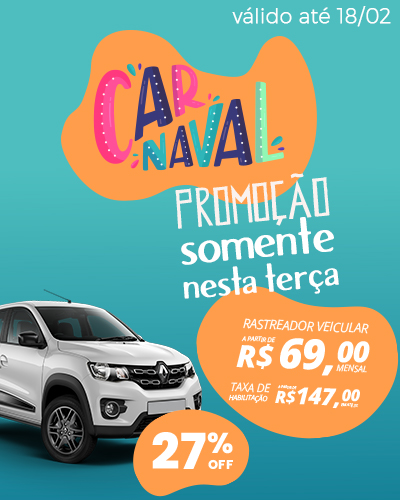 válido até 18/02
CAR
NAVAL
PROMOÇÃO
somente
nesta terça
RASTREADOR VEICULAR
A PARTIR DE
R$ 69,00
MENSAL
TAXA DE
HABILITAÇÃO
R$147,00
27%
OFF